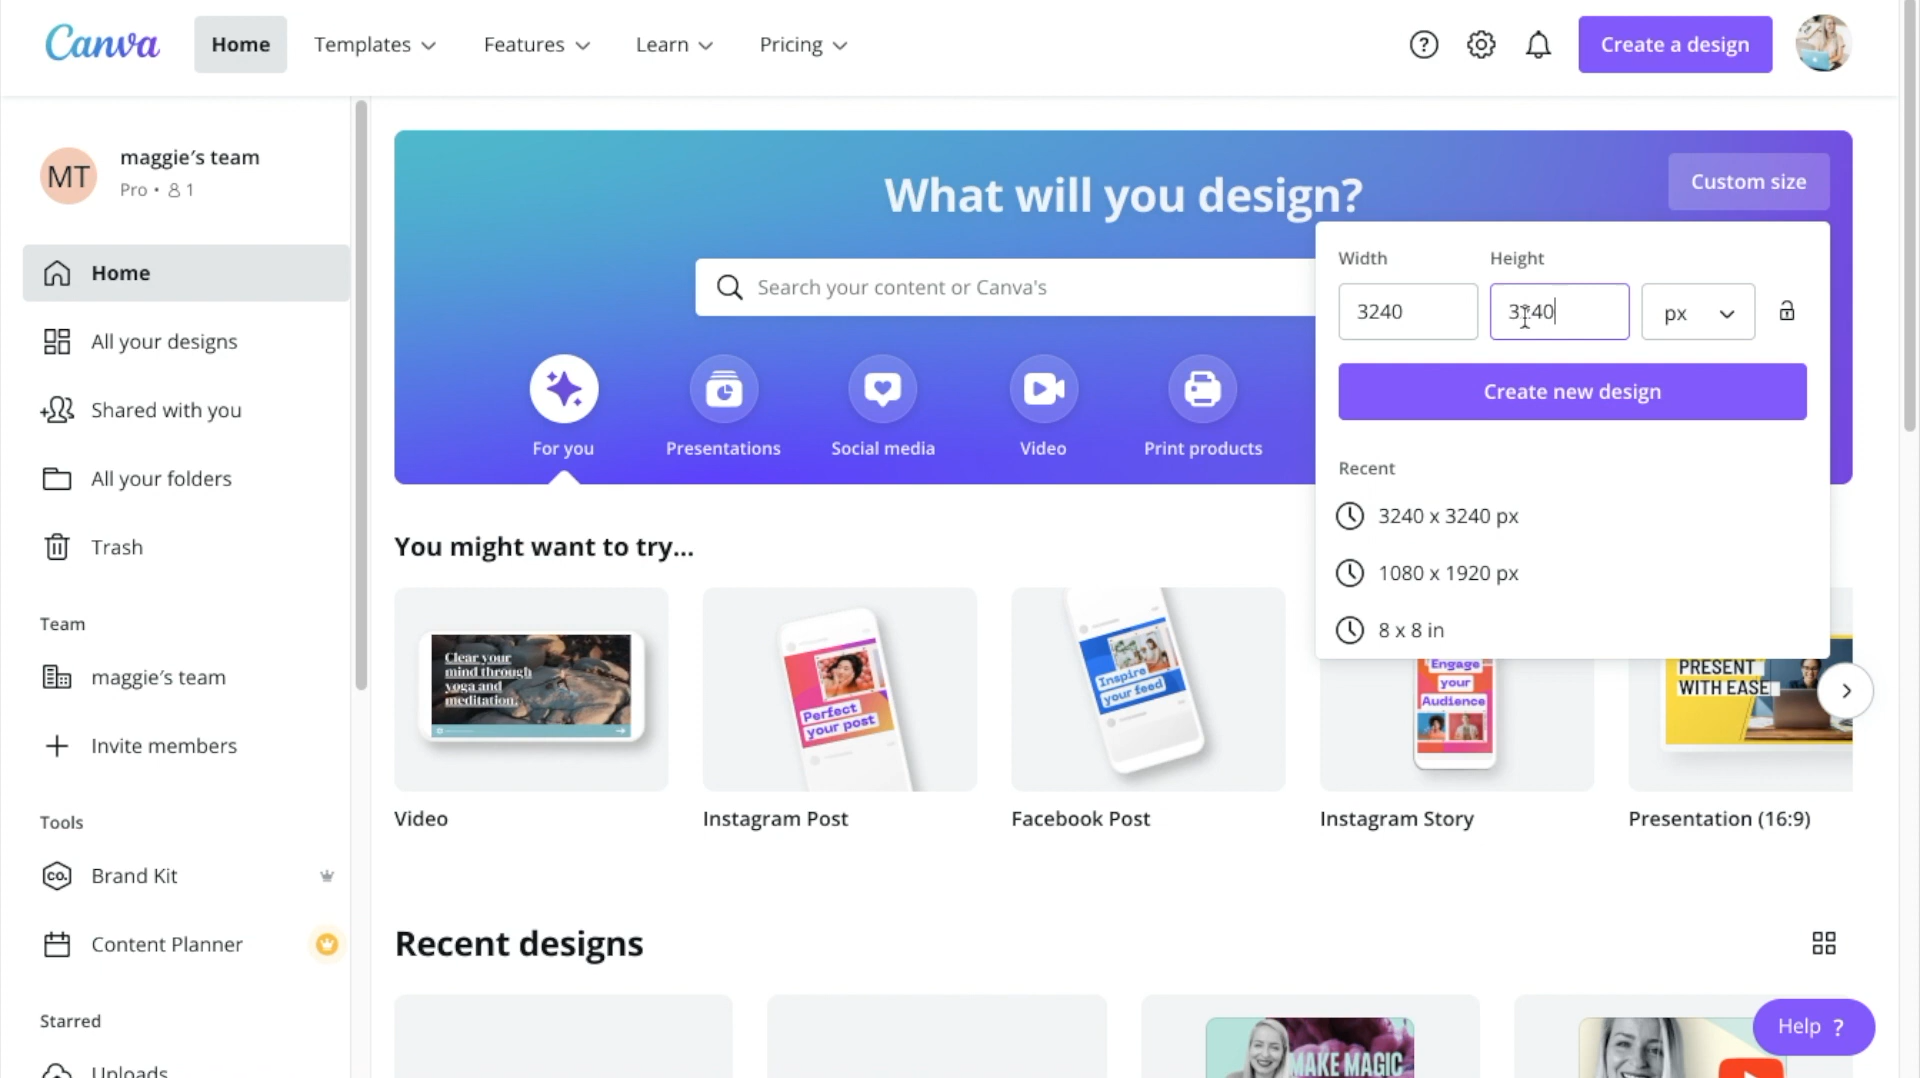 Canva
Home
Templates
Features
Learn
Pricing
Create a design
MT
maggie's team
Pro • 1
Home
All your designs
Shared with you
All your folders
Trash
Team
maggie's team
Invite members
Tools
CO.
Brand Kit
Content Planner
Starred
Uploads
What will you design?
Custom size
Search your content or Canva's
For you
Presentations
Social media
Video
Print products
Width
Height
3240
3240
px
Create new design
Recent
3240 x 3240 px
1080 x 1920 px
8 x 8 in
You might want to try...
Clear your
mind through
yoga and
meditation.
Perfect
your post
Inspire
your feed
Engage
your
Audience
PRESENT
WITH EASE
Video
Instagram Post
Facebook Post
Instagram Story
Presentation (16:9)
Recent designs
MAKE MAGIC
Help ?